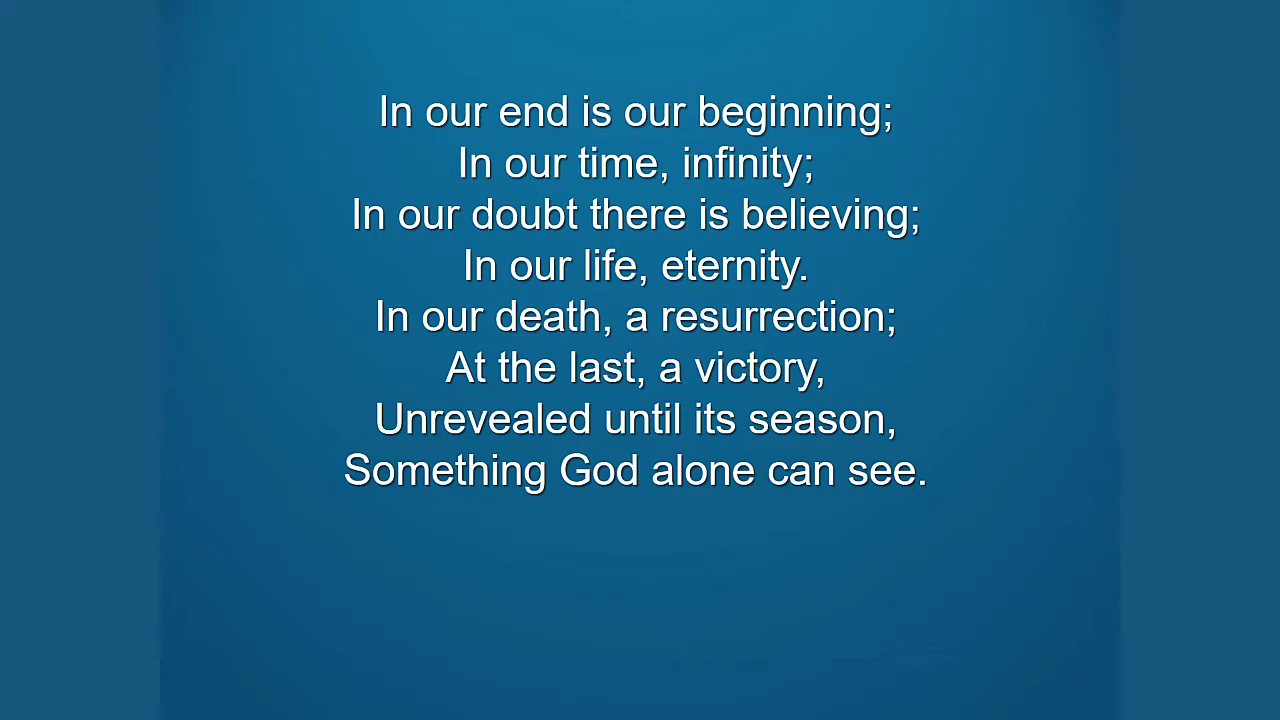 In our end is our beginning;
In our time, infinity;
In our doubt there is believing;
In our life, eternity.
In our death, a resurrection;
At the last, a victory,
Unrevealed until its season,
Something God alone can see.